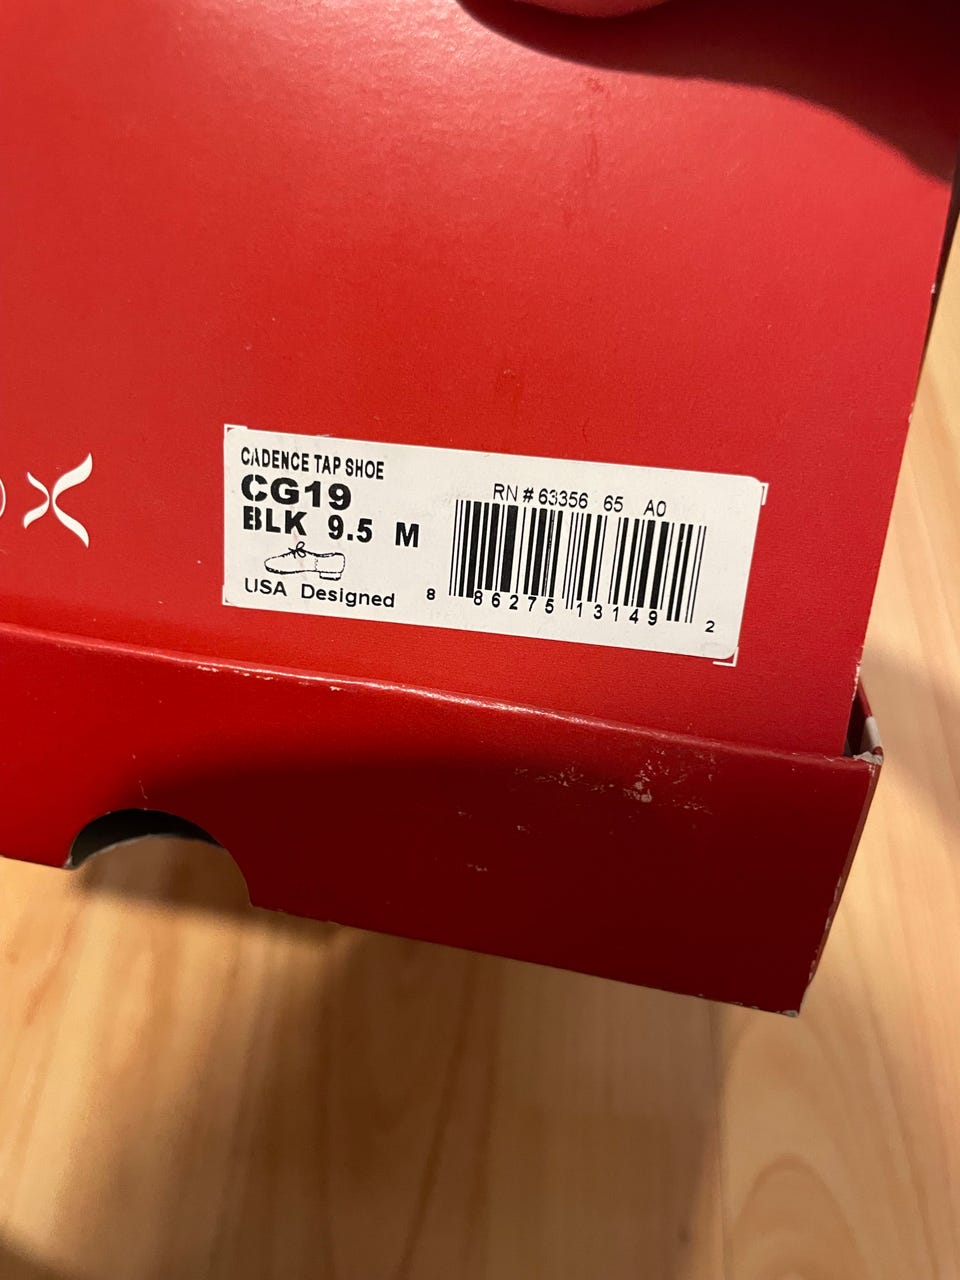 CADENCE TAP SHOE
CG19
BLK 9.5 M
USA Designed
RN # 63356 65 A0
8 86275 13149 2
X